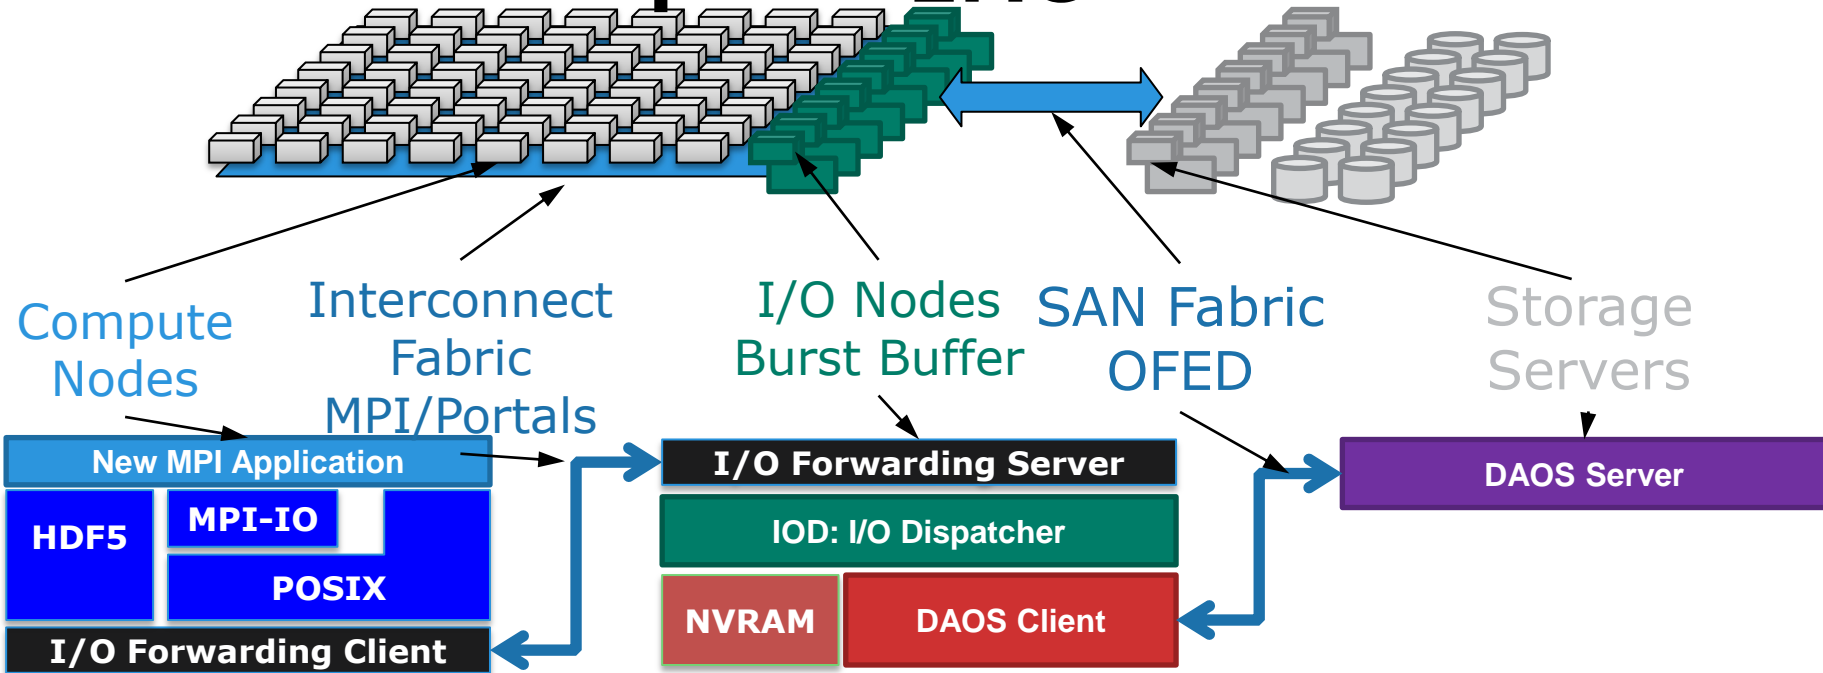 Compute
Nodes
Interconnect
Fabric
MPI/Portals
I/O Nodes
Burst Buffer
SAN Fabric
OFED
Storage
Servers
New MPI Application
HDF5
MPI-IO
POSIX
I/O Forwarding Client
I/O Forwarding Server
IOD: I/O Dispatcher
NVRAM
DAOS Client
DAOS Server